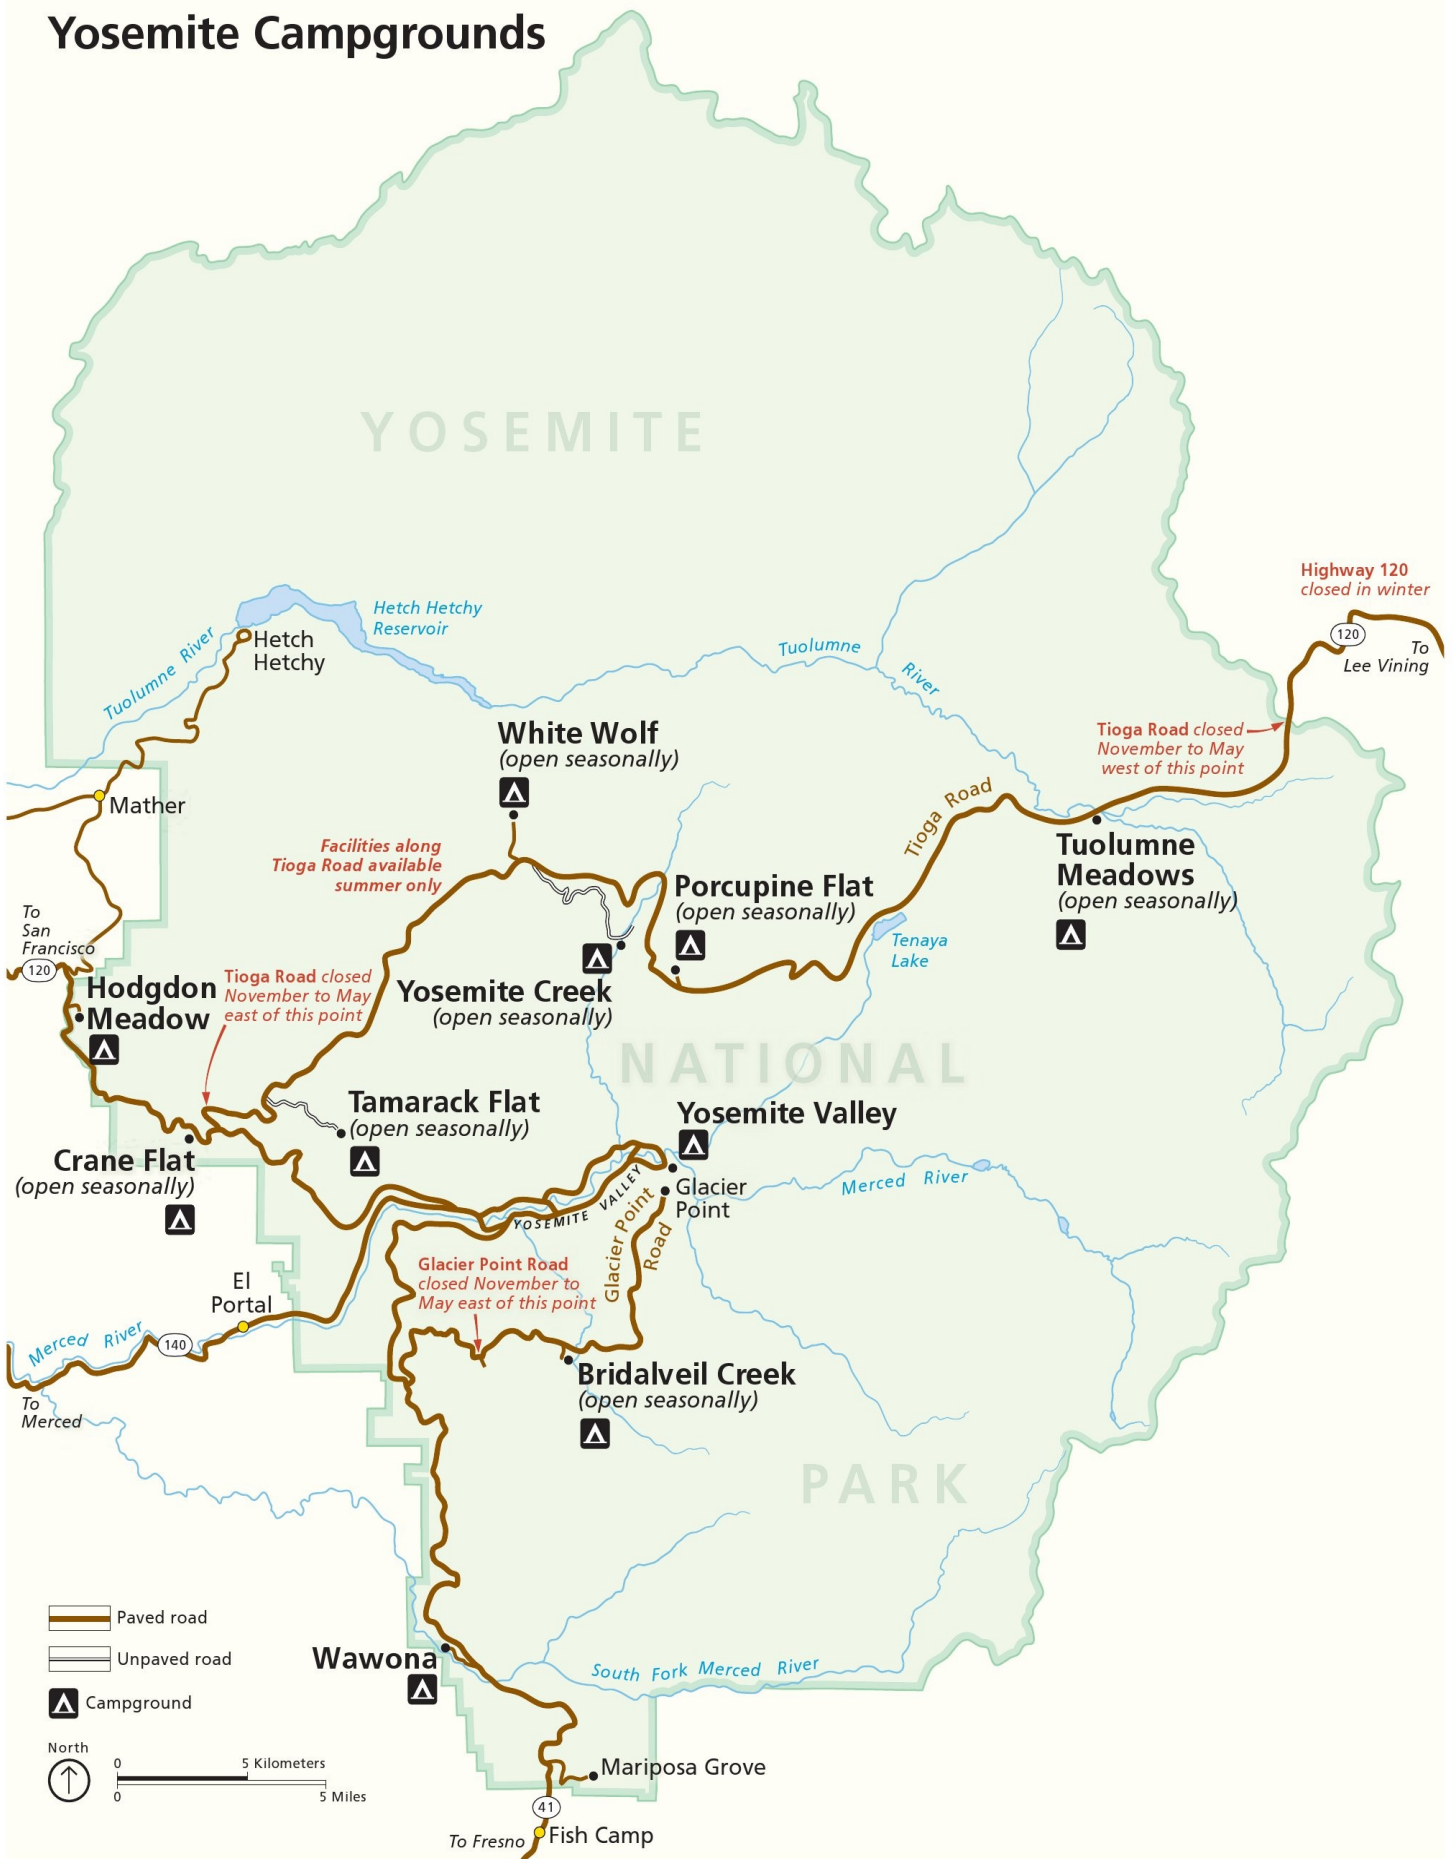 Yosemite Campgrounds
YOSEMITE
Highway 120
closed in winter
120
To
Lee Vining
Hetch Hetchy
Reservoir
Tuolumne River
Hetch
Hetchy
Tuolumne
River
White Wolf
(open seasonally)
Tioga Road closed
November to May
west of this point
Mather
Tioga Road
Facilities along
Tioga Road available
summer only
Tuolumne
Meadows
(open seasonally)
Porcupine Flat
(open seasonally)
To
San
Francisco
120
Tenaya
Lake
Hodgdon
Meadow
Tioga Road closed
November to May
east of this point
Yosemite Creek
(open seasonally)
NATIONAL
Tamarack Flat
(open seasonally)
Yosemite Valley
Crane Flat
(open seasonally)
YOSEMITE VALLEY
Glacier
Point
Merced River
Glacier Point
Road
Glacier Point Road
closed November to
May east of this point
El
Portal
Merced River
140
To
Merced
Bridalveil Creek
(open seasonally)
PARK
Paved road
Unpaved road
Campground
Wawona
South Fork Merced River
North
0
5 Kilometers
0
5 Miles
Mariposa Grove
41
To Fresno
Fish Camp